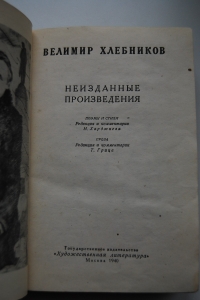 ВЕЛИМИР ХЛЕБНИКОВ
НЕИЗДАННЫЕ
ПРОИЗВЕДЕНИЯ
ПОЭМЫ И СТИХИ
Редакция и комментарии
Н. Харджиева
ПРОЗА
Редакция и комментарии
Т. Грица
Государственное издательство
«Художественная литература»
Москва 1940